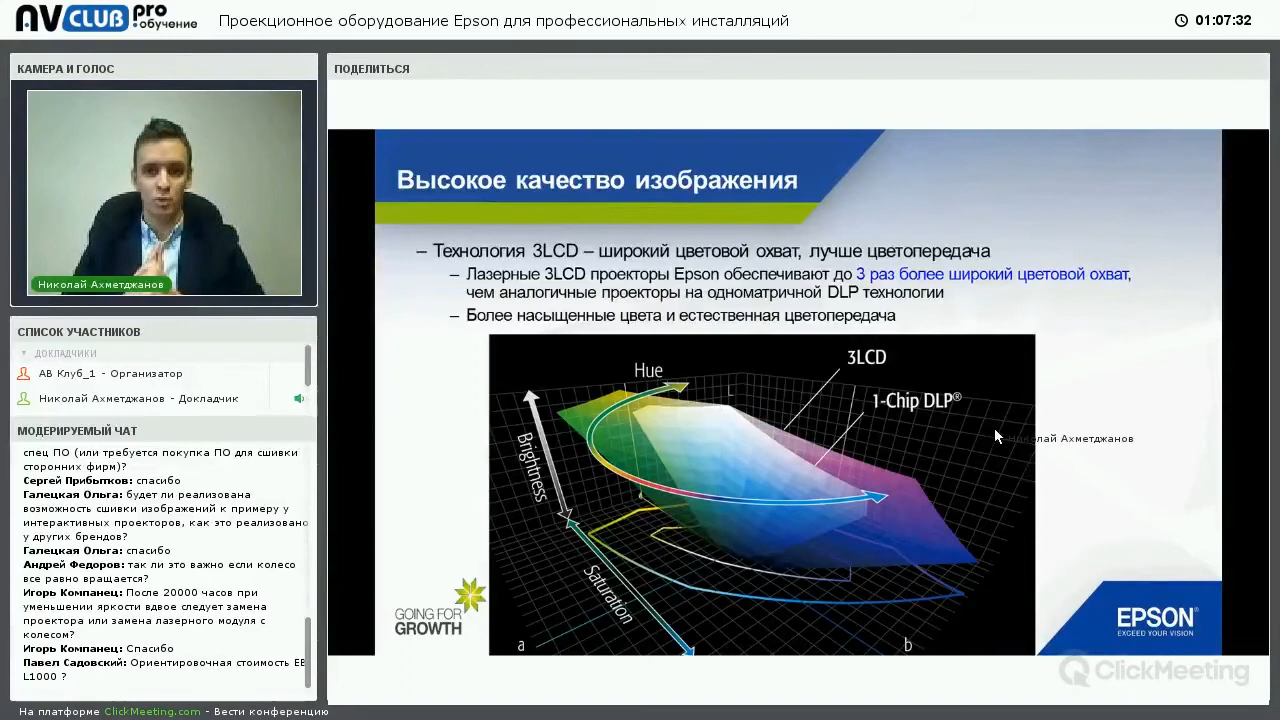 AV CLUB pro
.обучение
Проекционное оборудование Epson для профессиональных инсталляций
01:07:32
КАМЕРА И ГОЛОС
Николай Ахметджанов
СПИСОК УЧАСТНИКОВ
ДОКЛАДЧИКИ
АВ Клуб_1 - Организатор
Николай Ахметджанов - Докладчик
МОДЕРИРУЕМЫЙ ЧАТ
спец ПО (или требуется покупка ПО для сшивки
сторонних фирм)?
Сергей Прибытков: спасибо
Галецкая Ольга: будет ли реализована
возможность сшивки изображений к примеру у
интерактивных проекторов, как это реализовано
у других брендов?
Галецкая Ольга: спасибо
Андрей Федоров: так ли это важно если колесо
все равно вращается?
Игорь Компанец: После 20000 часов при
уменьшении яркости вдвое следует замена
проектора или замена лазерного модуля с
колесом?
Игорь Компанец: Спасибо
Павел Садовский: Ориентировочная стоимость EB
L1000 ?
ПОДЕЛИТЬСЯ
Высокое качество изображения
– Технология 3LCD – широкий цветовой охват, лучше цветопередача
– Лазерные 3LCD проекторы Epson обеспечивают до 3 раз более широкий цветовой охват,
чем аналогичные проекторы на одноматричной DLP технологии
– Более насыщенные цвета и естественная цветопередача
3LCD
Hue
L
1-Chip DLP®
Brightness
Николай Ахметджанов
Saturation
a
b
GOING FOR
GROWTH
EPSON®
EXCEED YOUR VISION
ClickMeeting
На платформе ClickMeeting.com - Вести конференцию